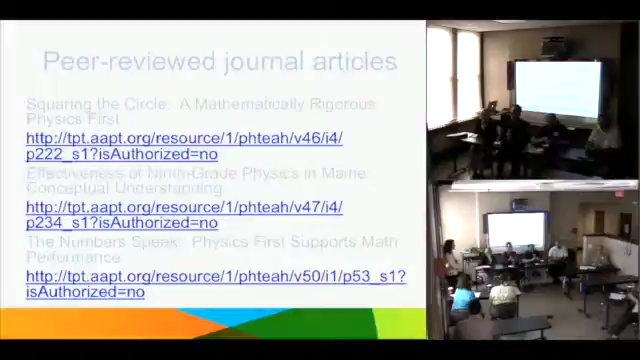 Peer-reviewed journal articles
Squaring the Circle: A Mathematically Rigorous
Physics First
http://tpt.aapt.org/resource/1/phteah/v46/i4/
p222_s1?isAuthorized=no
Effectiveness of Ninth-Grade Physics in Maine:
Conceptual Understanding
http://tpt.aapt.org/resource/1/phteah/v47/i4/
p234_s1?isAuthorized=no
The Numbers Speak: Physics First Supports Math
Performance
http://tpt.aapt.org/resource/1/phteah/v50/i1/p53_s1?
isAuthorized=no